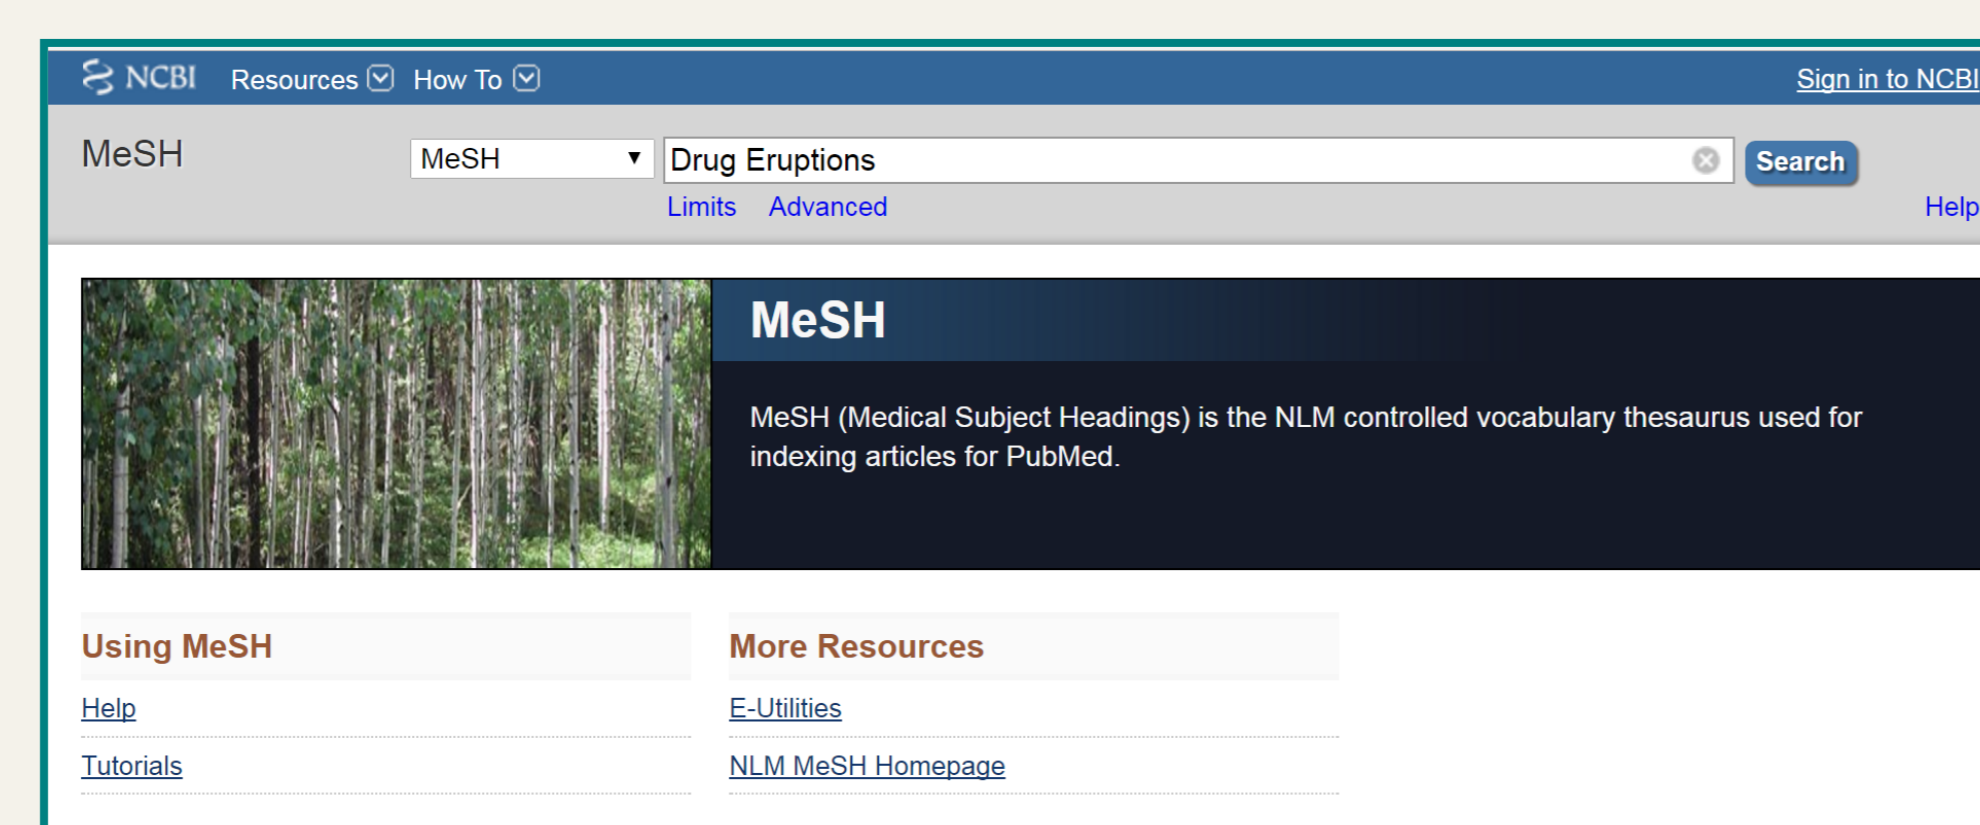 NCBI Resources How To Sign in to NCBI
MeSH MeSH Drug Eruptions Search
Limits Advanced Help
MeSH
MeSH (Medical Subject Headings) is the NLM controlled vocabulary thesaurus used for
indexing articles for PubMed.
Using MeSH More Resources
Help E-Utilities
Tutorials NLM MeSH Homepage